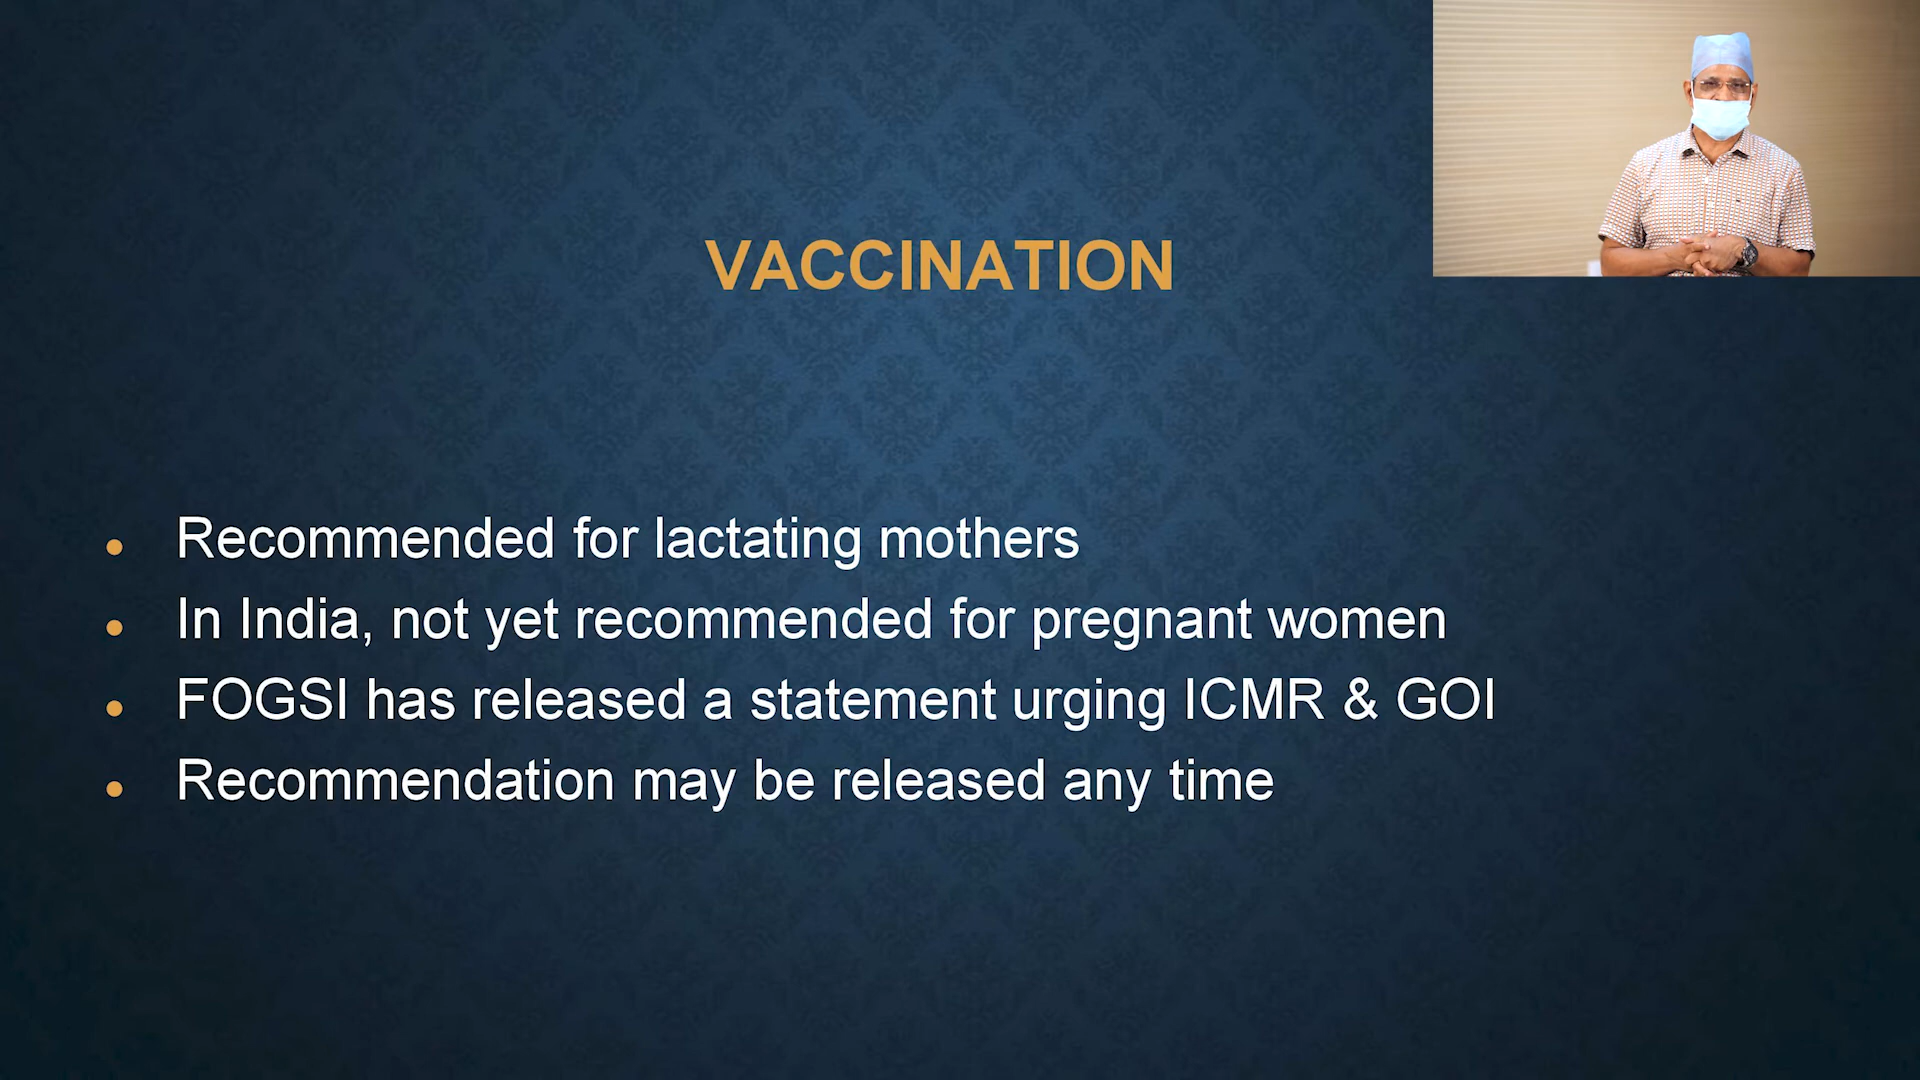 VACCINATION
Recommended for lactating mothers
In India, not yet recommended for pregnant women
FOGSI has released a statement urging ICMR & GOI
Recommendation may be released any time